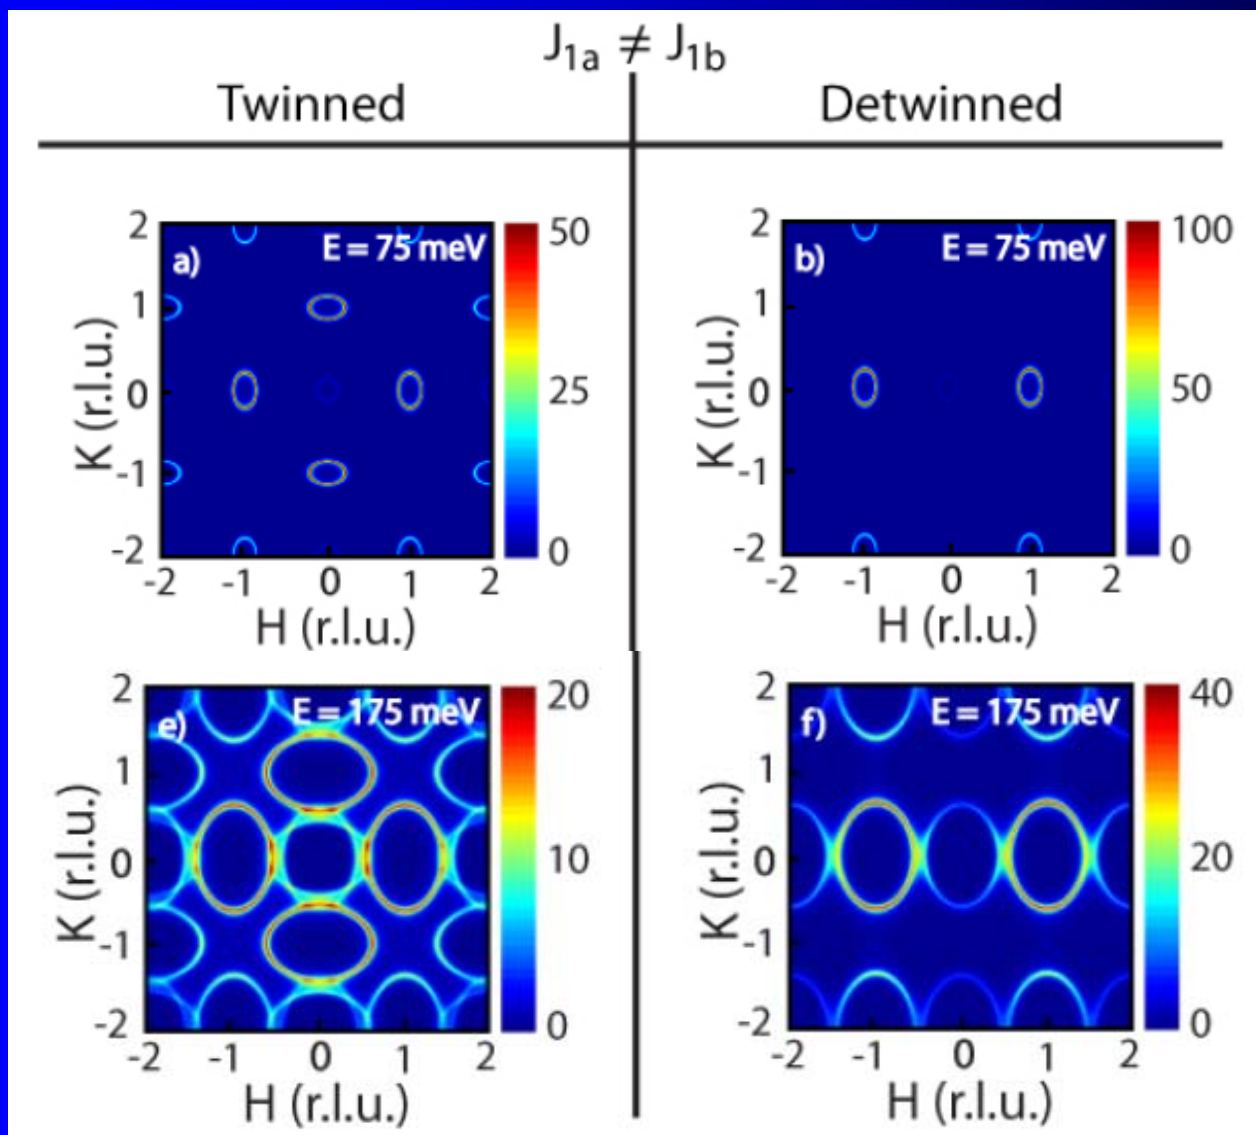 J1a ≠ J1b
Twinned
Detwinned
a)
E = 75 meV
2
1
0
-1
-2
K (r.l.u.)
-2 -1 0 1 2
H (r.l.u.)
50
25
0
b)
E = 75 meV
2
1
0
-1
-2
K (r.l.u.)
-2 -1 0 1 2
H (r.l.u.)
100
50
0
e)
E = 175 meV
2
1
0
-1
-2
K (r.l.u.)
-2 -1 0 1 2
H (r.l.u.)
20
10
0
f)
E = 175 meV
2
1
0
-1
-2
K (r.l.u.)
-2 -1 0 1 2
H (r.l.u.)
40
20
0